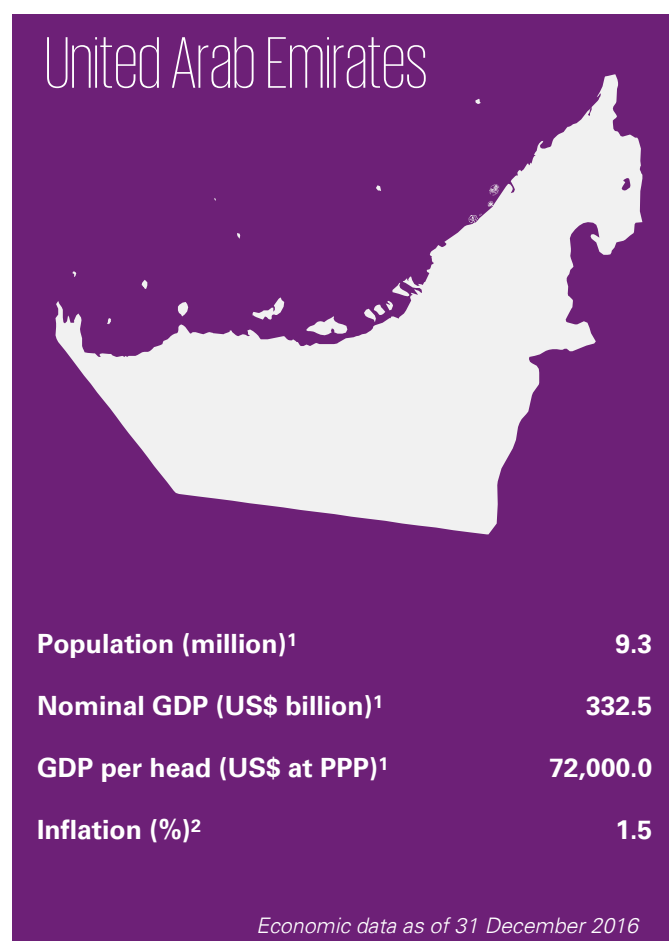 United Arab Emirates
Population (million)¹ 9.3
Nominal GDP (US$ billion)¹ 332.5
GDP per head (US$ at PPP)¹ 72,000.0
Inflation (%)² 1.5
Economic data as of 31 December 2016